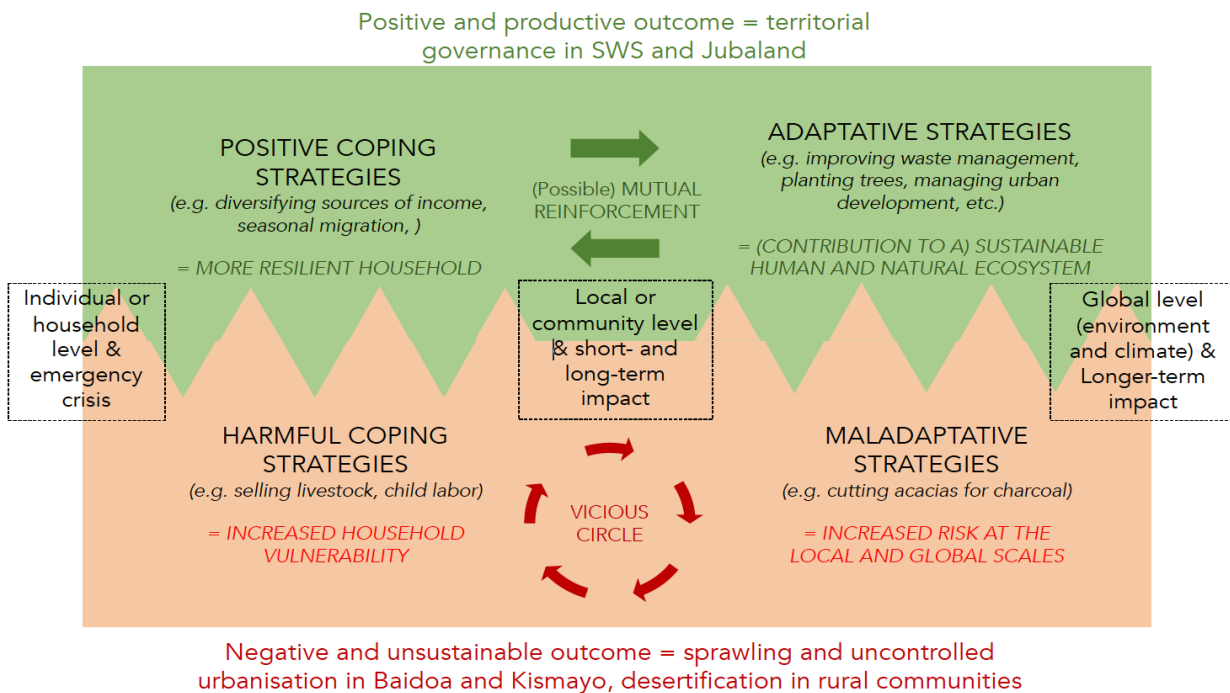 Positive and productive outcome = territorial
governance in SWS and Jubaland
POSITIVE COPING
STRATEGIES
(e.g. diversifying sources of income,
seasonal migration, )
= MORE RESILIENT HOUSEHOLD
(Possible) MUTUAL
REINFORCEMENT
ADAPTATIVE STRATEGIES
(e.g. improving waste management,
planting trees, managing urban
development, etc.)
= (CONTRIBUTION TO A) SUSTAINABLE
HUMAN AND NATURAL ECOSYSTEM
Individual or
household
level &
emergency
crisis
Local or
community level
& short- and
long-term
impact
Global level
(environment
and climate) &
Longer-term
impact
HARMFUL COPING
STRATEGIES
(e.g. selling livestock, child labor)
= INCREASED HOUSEHOLD
VULNERABILITY
VICIOUS
CIRCLE
MALADAPTATIVE
STRATEGIES
(e.g. cutting acacias for charcoal)
= INCREASED RISK AT THE
LOCAL AND GLOBAL SCALES
Negative and unsustainable outcome = sprawling and uncontrolled
urbanisation in Baidoa and Kismayo, desertification in rural communities